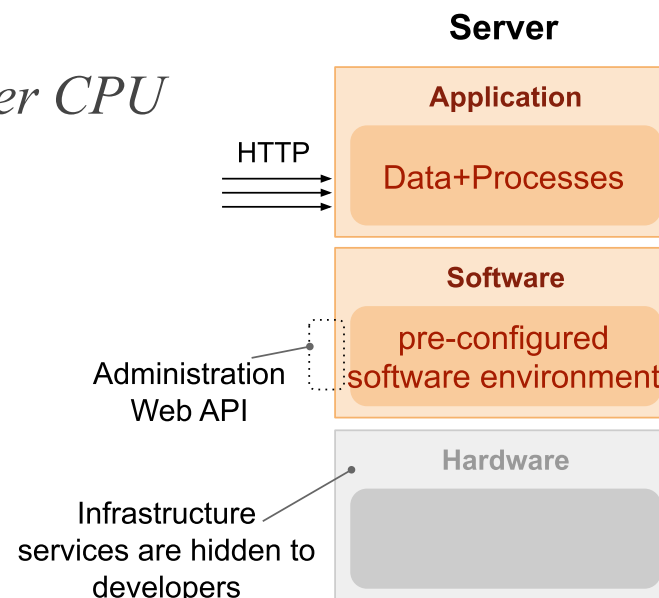 Server
er CPU
Application
HTTP
Data+Processes
Software
pre-configured
software environment
Administration
Web API
Hardware
Infrastructure
services are hidden to
developers